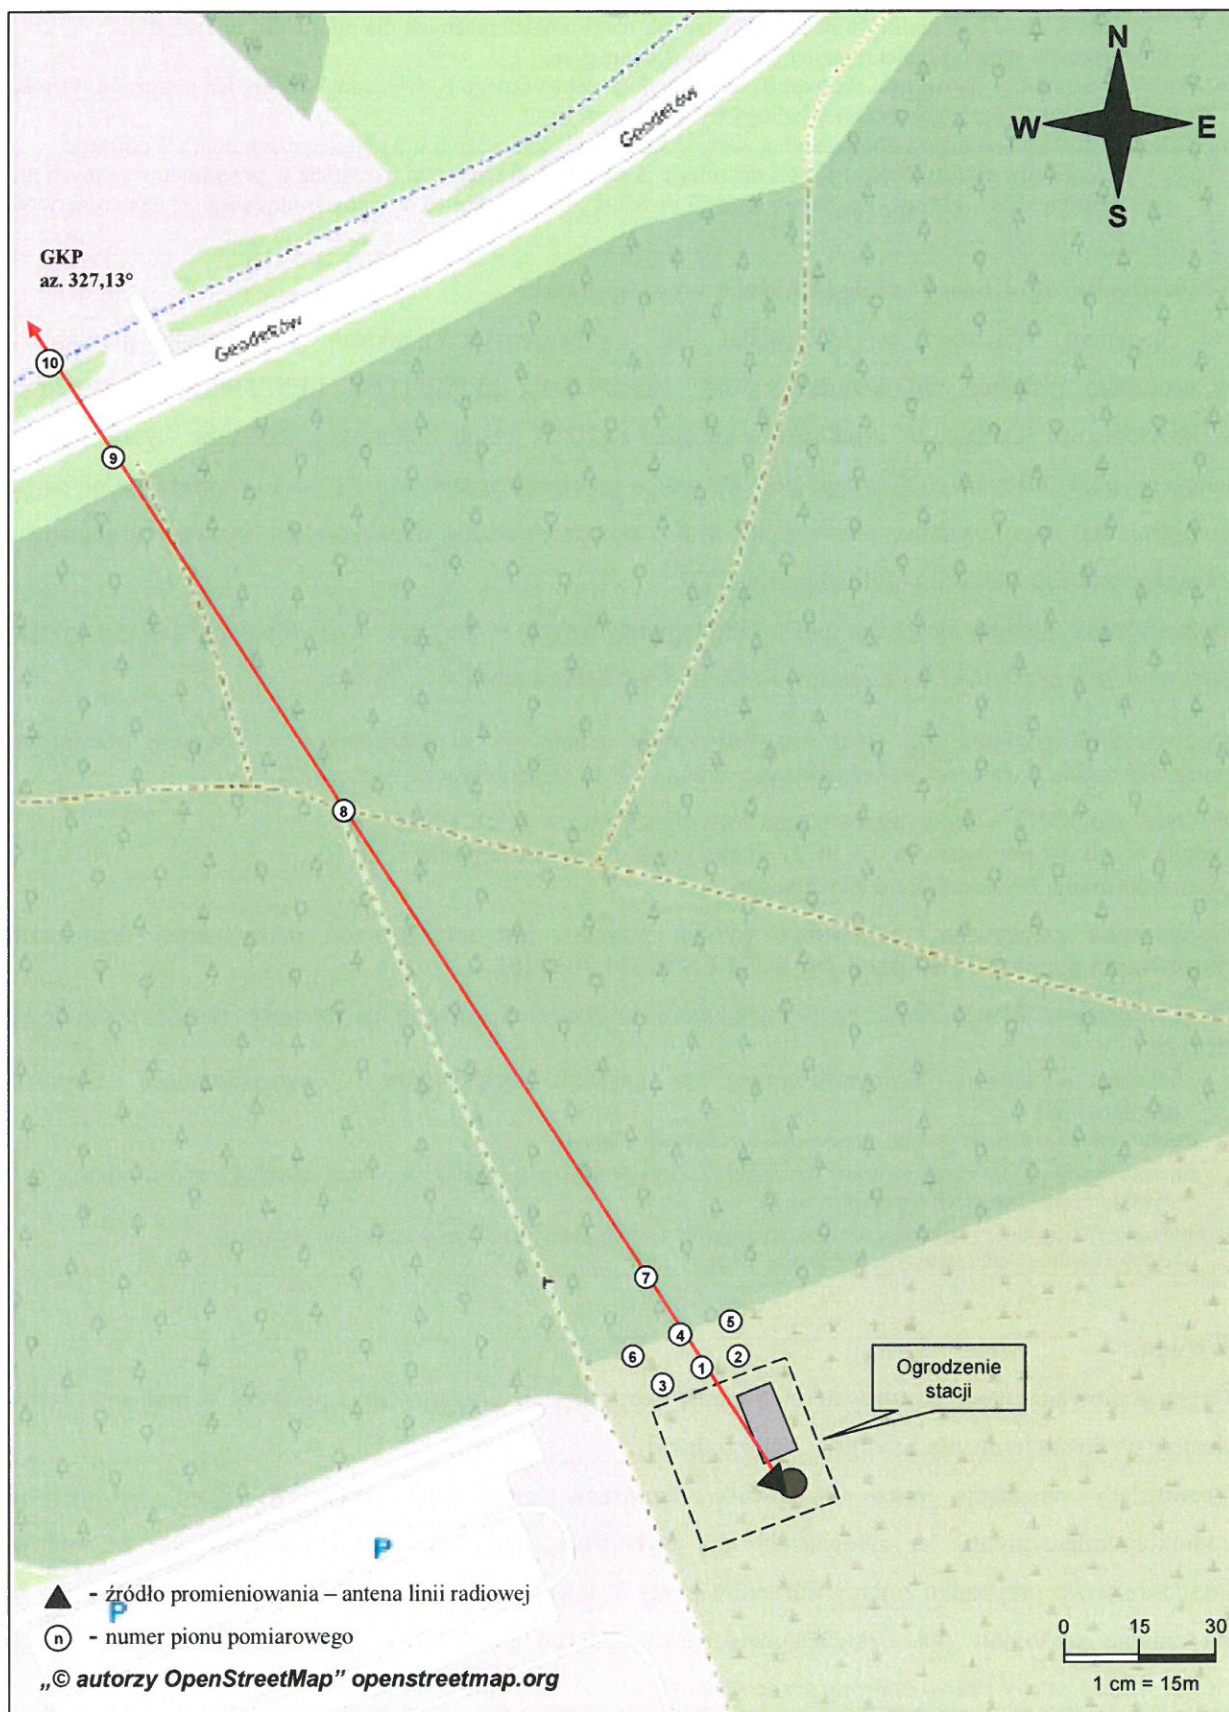 N
W E
S
Geodetów
GKP
az. 327,13°
Geodetów
10
9
8
7
5
4
6
1
2
3
Ogrodzenie
stacji
P
- źródło promieniowania – antena linii radiowej
P
n - numer pionu pomiarowego
„© autorzy OpenStreetMap” openstreetmap.org
0 15 30
1 cm = 15m